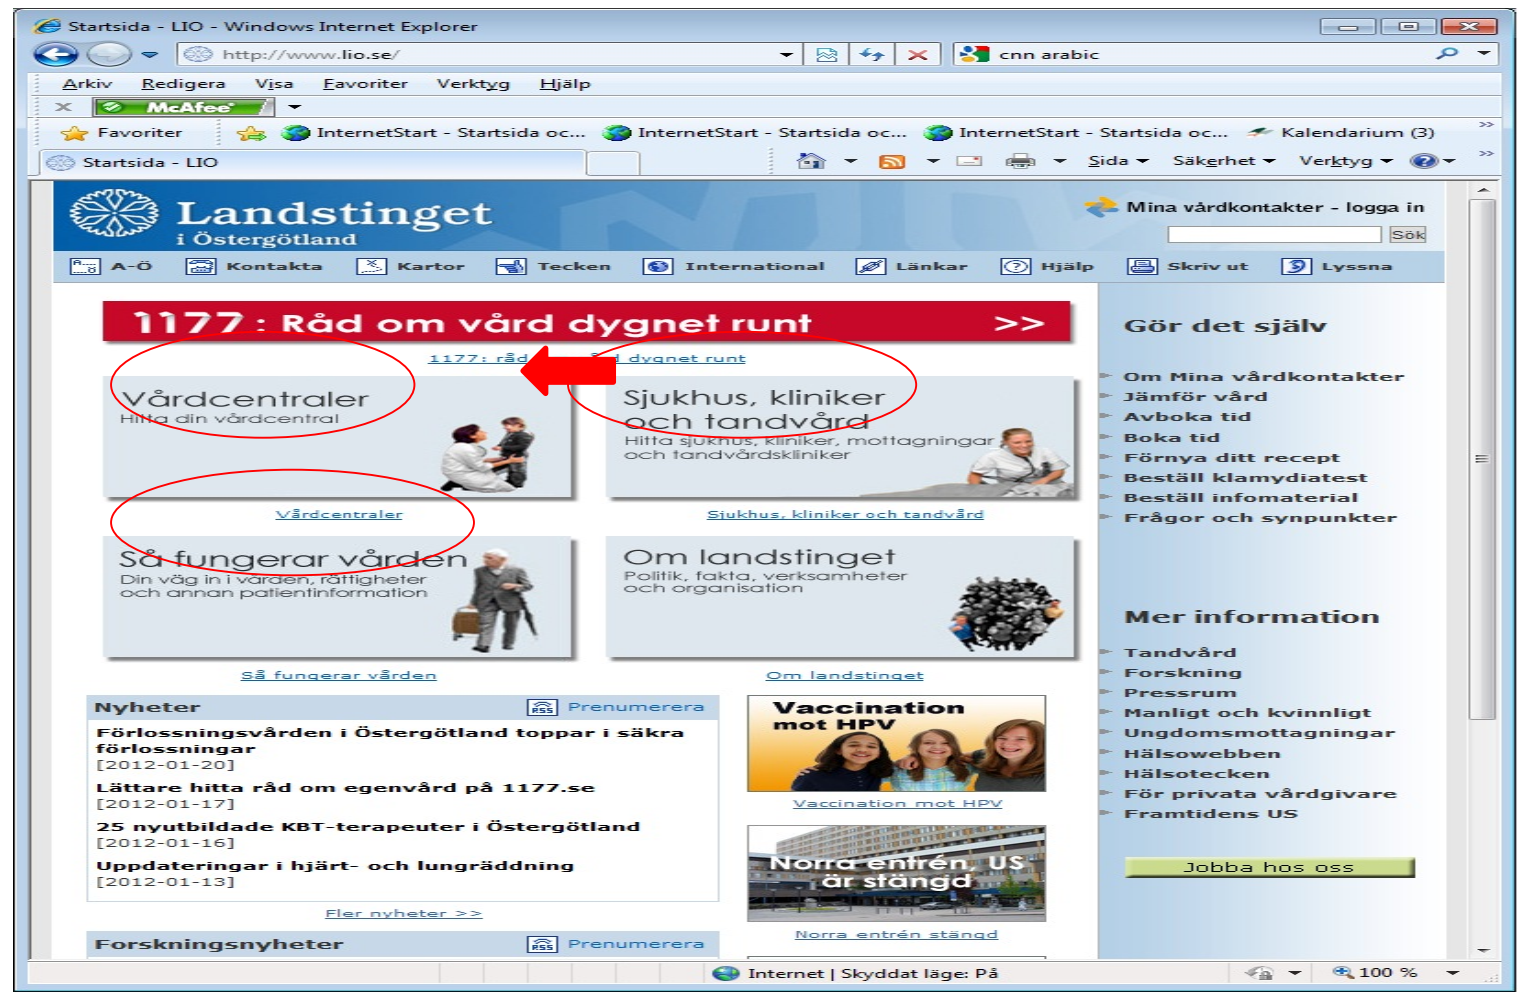 Startsida - LIO - Windows Internet Explorer
http://www.lio.se/
cnn arabic
Arkiv Redigera Visa Favoriter Verktyg Hjälp
McAfee
Favoriter InternetStart - Startsida oc... InternetStart - Startsida oc... InternetStart - Startsida oc... Kalendarium (3)
Startsida - LIO
Sida Säkerhet Verktyg
Landstinget
i Östergötland
Mina vårdkontakter - logga in
Sök
A-Ö Kontakta Kartor Tecken International Länkar Hjälp Skriv ut Lyssna
1177 : Råd om vård dygnet runt >>
1177: råd dygnet runt
Vårdcentraler
Hitta din vårdcentral
Vårdcentraler
Sjukhus, kliniker
och tandvård
Hitta sjukhus, kliniker, mottagningar
och tandvårdskliniker
Sjukhus, kliniker och tandvård
Så fungerar vården
Din väg in i vården, rättigheter
och annan patientinformation
Så fungerar vården
Om landstinget
Politik, fakta, verksamheter
och organisation
Om landstinget
Nyheter
RSS Prenumerera
Förlossningsvården i Östergötland toppar i säkra
förlossningar
[2012-01-20]
Lättare hitta råd om egenvård på 1177.se
[2012-01-17]
25 nyutbildade KBT-terapeuter i Östergötland
[2012-01-16]
Uppdateringar i hjärt- och lungräddning
[2012-01-13]
Fler nyheter >>
Forskningsnyheter
RSS Prenumerera
Vaccination
mot HPV
Vaccination mot HPV
Norra entrén, US
är stängd
Norra entrén stängd
Gör det själv
Om Mina vårdkontakter
Jämför vård
Avboka tid
Boka tid
Förnya ditt recept
Beställ klamydiatest
Beställ infomaterial
Frågor och synpunkter
Mer information
Tandvård
Forskning
Pressrum
Manligt och kvinnligt
Ungdomsmottagningar
Hälsowebben
Hälsotecken
För privata vårdgivare
Framtidens US
Jobba hos oss
Internet | Skyddat läge: På
100 %